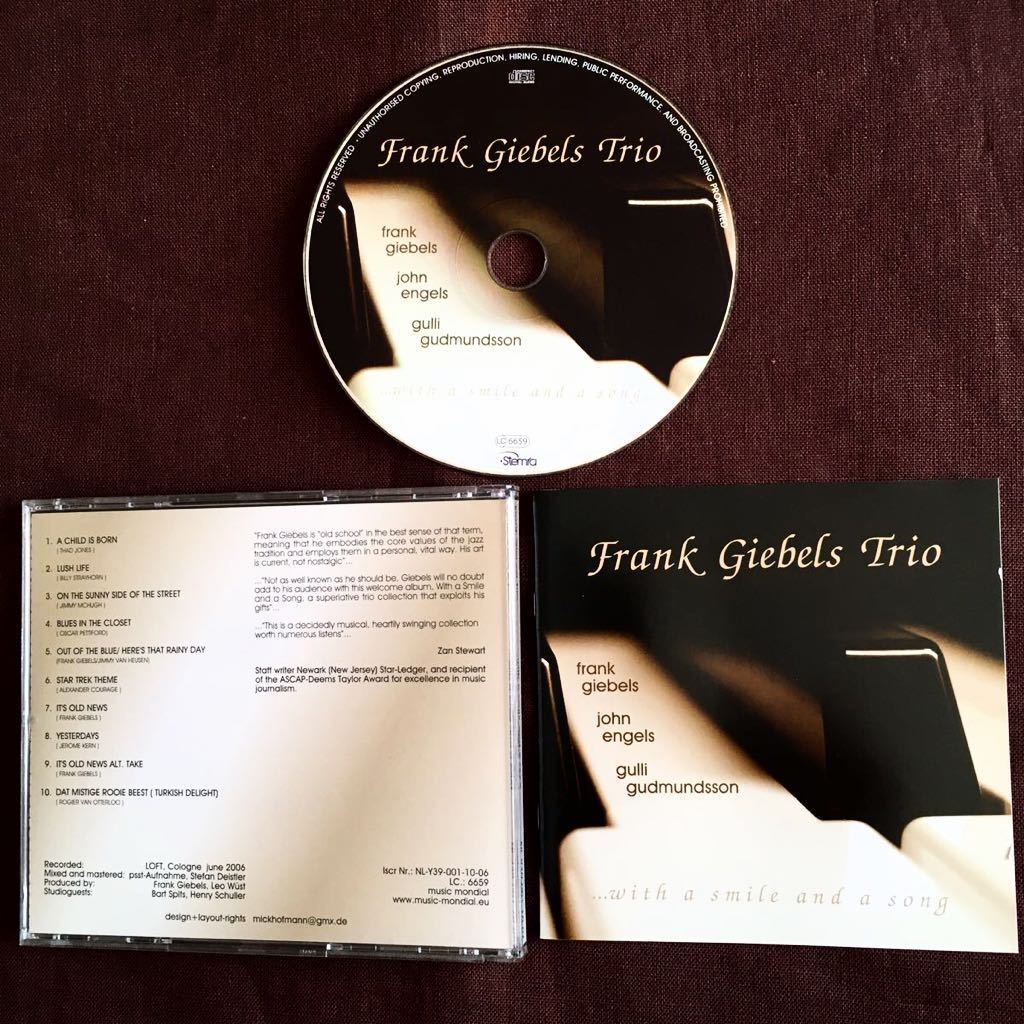 ALL RIGHTS RESERVED · UNAUTHORISED COPYING, REPRODUCTION, HIRING, LENDING, PUBLIC PERFORMANCE, AND BROADCASTING PROHIBITED
disc
Frank Giebels Trio
frank
giebels
john
engels
gulli
gudmundsson
...with a smile and a song
LC 6659
Stemra
1. A CHILD IS BORN
( THAD JONES )
2. LUSH LIFE
( BILLY STRAYHORN )
3. ON THE SUNNY SIDE OF THE STREET
( JIMMY MCHUGH )
4. BLUES IN THE CLOSET
( OSCAR PETTIFORD)
5. OUT OF THE BLUE/ HERE'S THAT RAINY DAY
(FRANK GIEBELS/JIMMY VAN HEUSEN)
6. STAR TREK THEME
( ALEXANDER COURAGE )
7. IT'S OLD NEWS
( FRANK GIEBELS )
8. YESTERDAYS
( JEROME KERN )
9. IT'S OLD NEWS ALT. TAKE
( FRANK GIEBELS )
10. DAT MISTIGE ROOIE BEEST ( TURKISH DELIGHT)
( ROGIER VAN OTTERLOO )
"Frank Giebels is "old school" in the best sense of that term,
meaning that he embodies the core values of the jazz
tradition and employs them in a personal, vital way. His art
is current, not nostalgic"...
..."Not as well known as he should be, Giebels will no doubt
add to his audience with this welcome album, With a Smile
and a Song, a superlative trio collection that exploits his
gifts"...
..."This is a decidedly musical, heartily swinging collection
worth numerous listens"...
Zan Stewart
Staff writer Newark (New Jersey) Star-Ledger, and recipient
of the ASCAP-Deems Taylor Award for excellence in music
journalism.
Recorded: LOFT, Cologne june 2006
Mixed and mastered: psst-Aufnahme, Stefan Deistler
Produced by: Frank Giebels, Leo Wüst
Studioguests: Bart Spits, Henry Schuller
design+layout-rights mickhofmann@gmx.de
Iscr Nr.: NL-Y39-001-10-06
LC.: 6659
music mondial
www.music-mondial.eu
Frank Giebels Trio
frank
giebels
john
engels
gulli
gudmundsson
...with a smile and a song